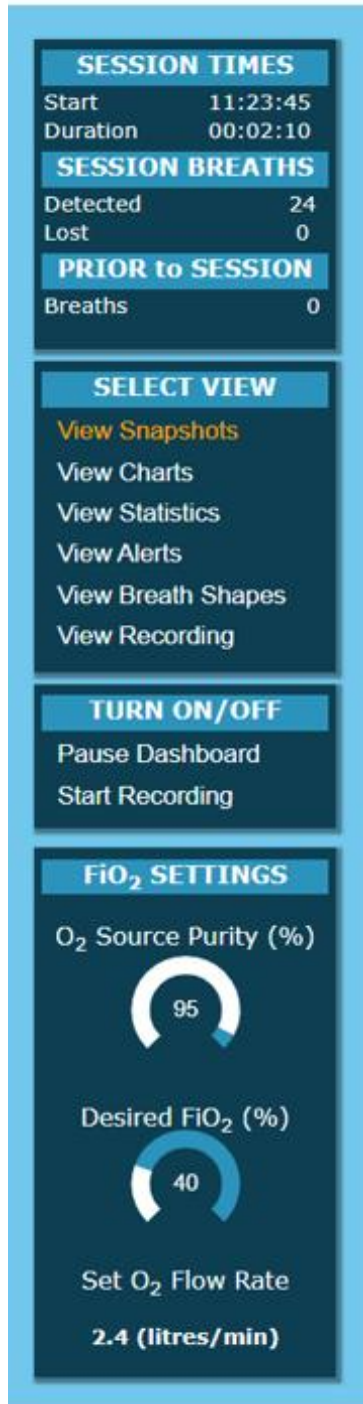 SESSION TIMES
Start 11:23:45
Duration 00:02:10
SESSION BREATHS
Detected 24
Lost 0
PRIOR to SESSION
Breaths 0
SELECT VIEW
View Snapshots
View Charts
View Statistics
View Alerts
View Breath Shapes
View Recording
TURN ON/OFF
Pause Dashboard
Start Recording
FiO₂ SETTINGS
O₂ Source Purity (%)
95
Desired FiO₂ (%)
40
Set O₂ Flow Rate
2.4 (litres/min)